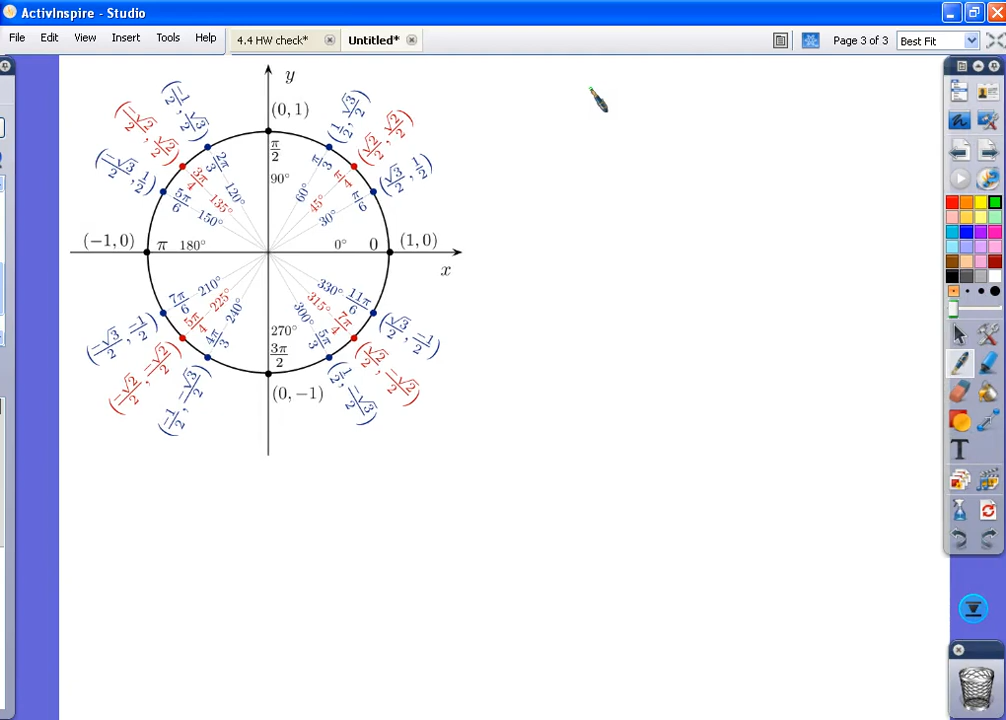 ActivInspire - Studio
File Edit View Insert Tools Help
4.4 HW check* Untitled*
Page 3 of 3 Best Fit
y
(0, 1)
(-1/2, √3/2)
(1/2, √3/2)
(-√2/2, √2/2)
(√2/2, √2/2)
(-√3/2, 1/2)
(√3/2, 1/2)
π/2
90°
2π/3 120°
60° π/3
3π/4 135°
45° π/4
5π/6 150°
30° π/6
(-1, 0) π 180°
0° 0 (1, 0)
x
7π/6 210°
330° 11π/6
5π/4 225°
315° 7π/4
4π/3 240°
300° 5π/3
270°
3π/2
(-√3/2, -1/2)
(√3/2, -1/2)
(-√2/2, -√2/2)
(√2/2, -√2/2)
(-1/2, -√3/2)
(1/2, -√3/2)
(0, -1)
T